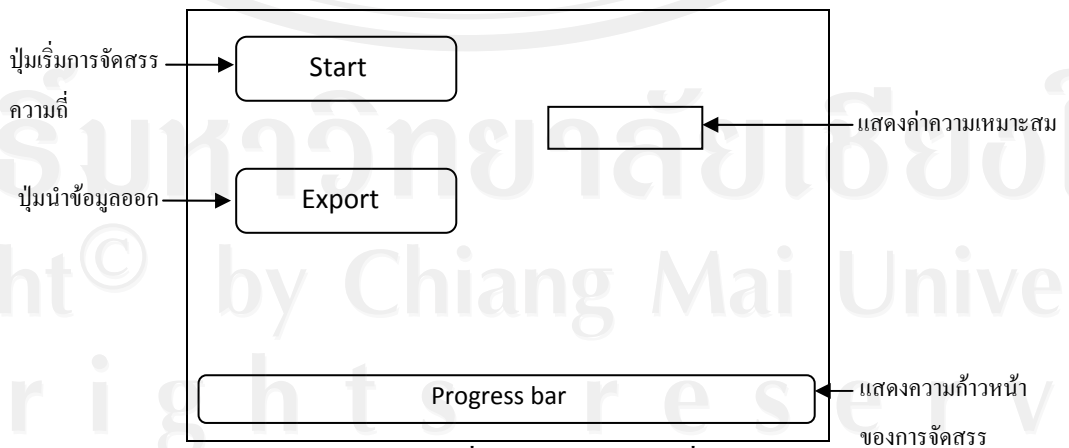 ปุ่มเริ่มการจัดสรร
ความถี่
Start
แสดงค่าความเหมาะสม
ปุ่มนำข้อมูลออก
Export
Progress bar
แสดงความก้าวหน้า
ของการจัดสรร
by Chiang Mai